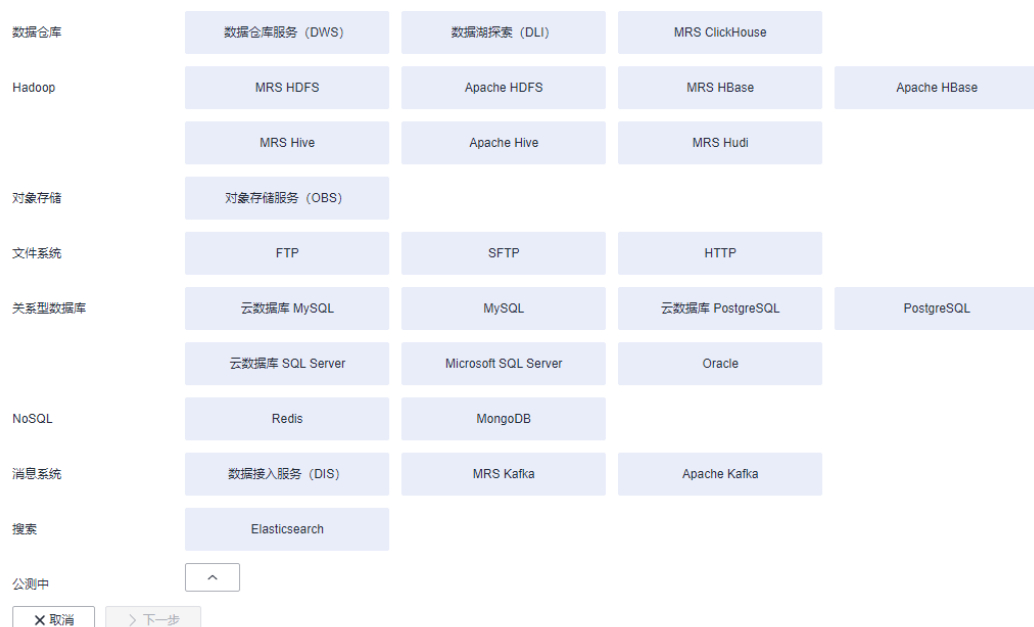 数据仓库 数据仓库服务（DWS） 数据湖探索（DLI） MRS ClickHouse
Hadoop MRS HDFS Apache HDFS MRS HBase Apache HBase
MRS Hive Apache Hive MRS Hudi
对象存储 对象存储服务（OBS）
文件系统 FTP SFTP HTTP
关系型数据库 云数据库 MySQL MySQL 云数据库 PostgreSQL PostgreSQL
云数据库 SQL Server Microsoft SQL Server Oracle
NoSQL Redis MongoDB
消息系统 数据接入服务（DIS） MRS Kafka Apache Kafka
搜索 Elasticsearch
公测中
取消 下一步